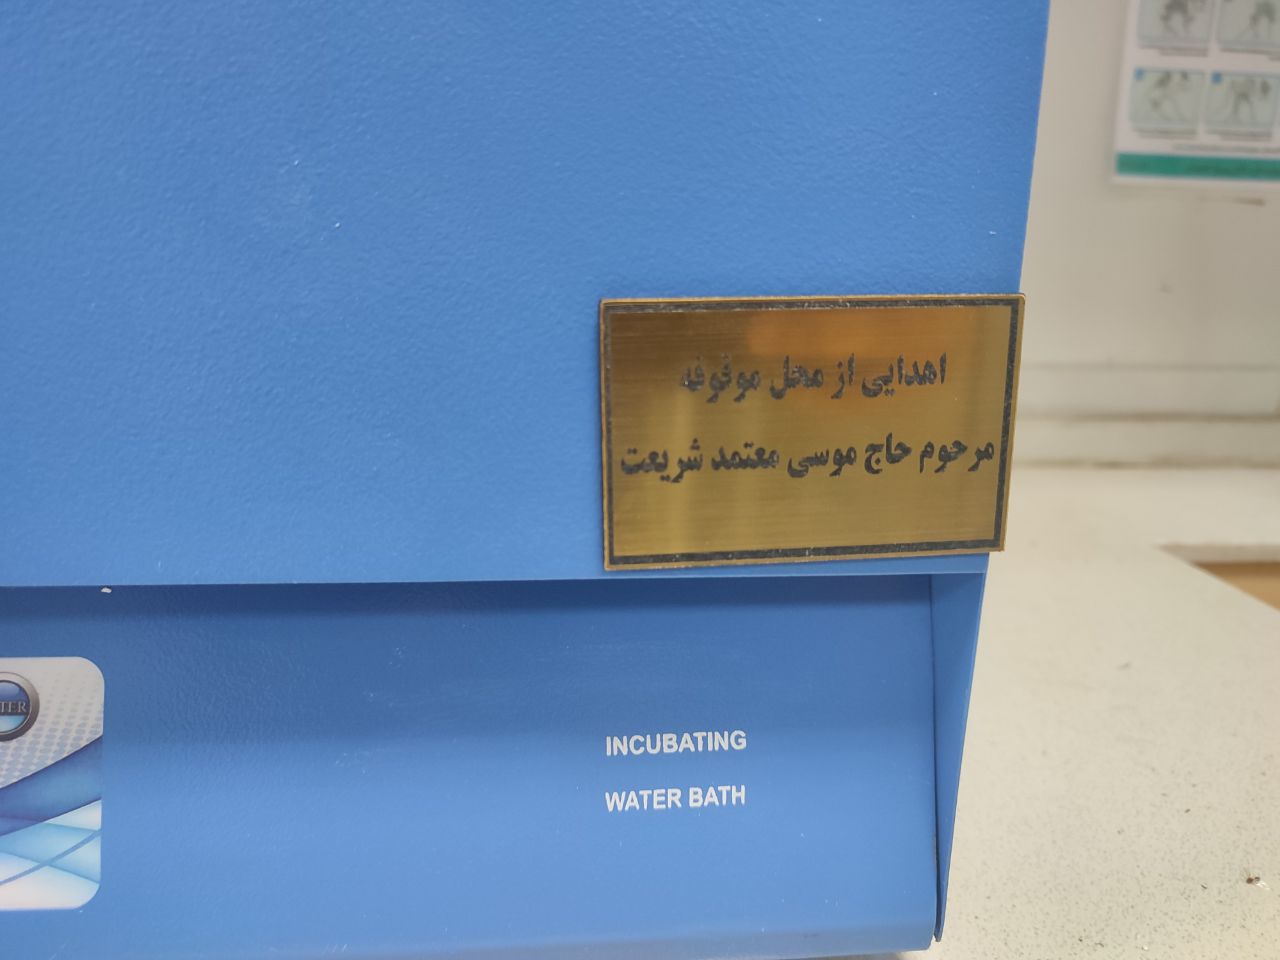 اهدایی از محل موقوفه
مرحوم حاج موسی معتمد شریعت
INCUBATING
WATER BATH